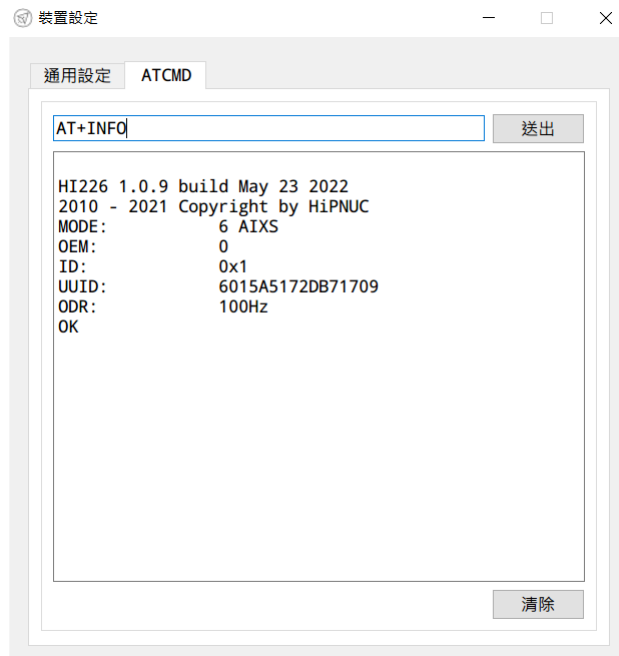 裝置設定
通用設定 ATCMD
AT+INFO 送出
HI226 1.0.9 build May 23 2022
2010 - 2021 Copyright by HiPNUC
MODE: 6 AIXS
OEM: 0
ID: 0x1
UUID: 6015A5172DB71709
ODR: 100Hz
OK
清除